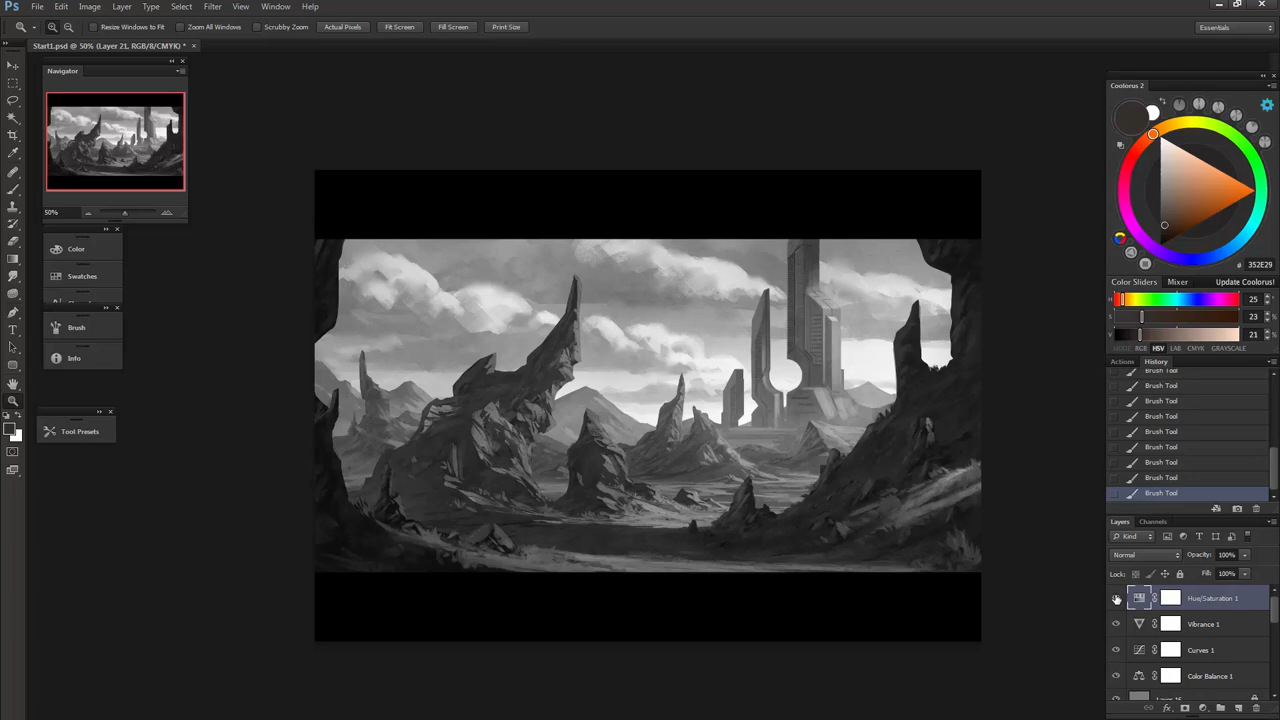 Ps File Edit Image Layer Type Select Filter View Window Help
Resize Windows to Fit Zoom All Windows Scrubby Zoom Actual Pixels Fit Screen Fill Screen Print Size Essentials
Start1.psd @ 50% (Layer 21, RGB/8/CMYK) * ×
Navigator
50%
Color
Swatches
Brush
Info
Tool Presets
Coolorus 2
# 352E29
Color Sliders Mixer Update Coolorus!
H 25 °
S 23 %
V 21
MODE RGB HSV LAB CMYK GRAYSCALE
Actions History
Brush Tool
Brush Tool
Brush Tool
Brush Tool
Brush Tool
Brush Tool
Brush Tool
Brush Tool
Brush Tool
Layers Channels
Kind
Normal Opacity: 100%
Lock: Fill: 100%
Hue/Saturation 1
Vibrance 1
Curves 1
Color Balance 1